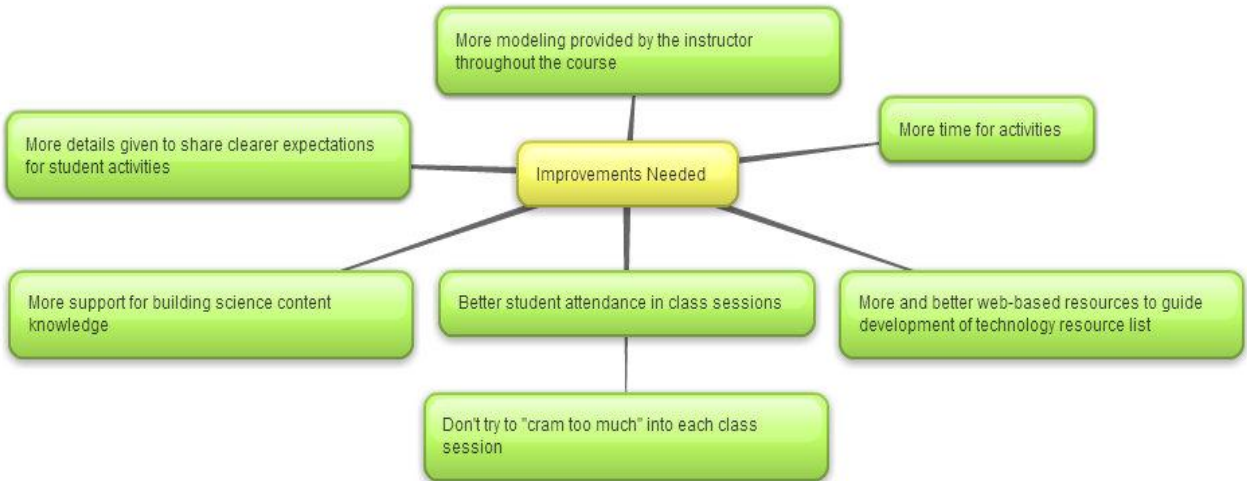 More modeling provided by the instructor
throughout the course
More time for activities
More details given to share clearer expectations
for student activities
Improvements Needed
More support for building science content
knowledge
Better student attendance in class sessions
More and better web-based resources to guide
development of technology resource list
Don't try to "cram too much" into each class
session